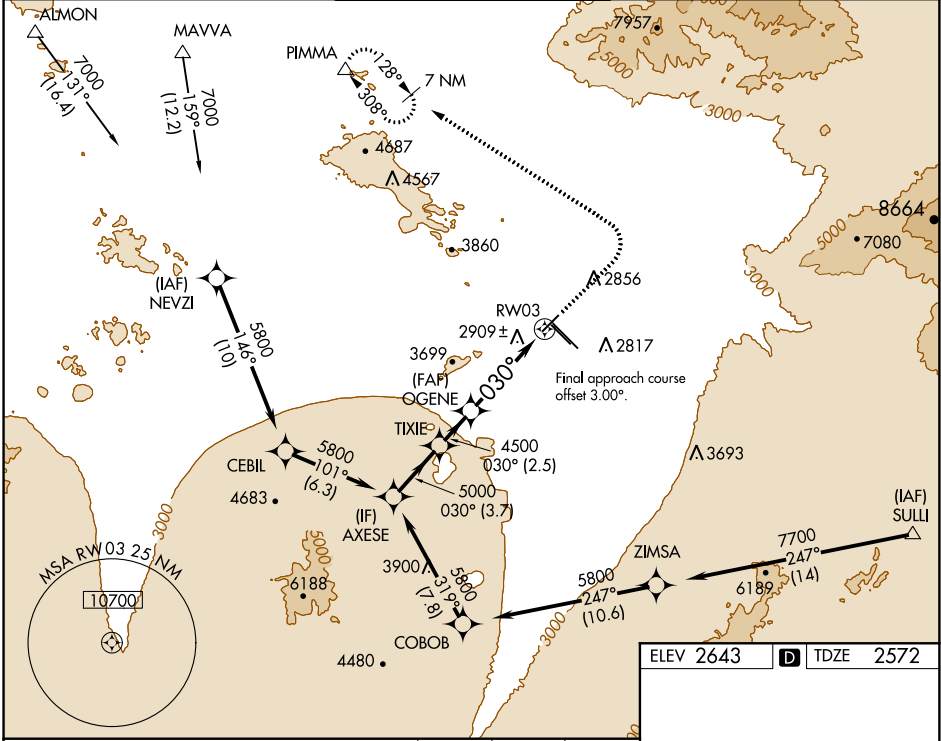 ALMON
MAVVA
PIMMA
7957
5000
3000
7000
131°
(16.4)
7000
159°
(12.2)
128°
308°
7 NM
4687
4567
3860
8664
5000
7080
3000
(IAF)
NEVZI
2856
RW03
2909±
2817
5800
146°
(10)
3699
(FAF)
OGENE
030°
Final approach course
offset 3.00°.
TIXIE
4500
030° (2.5)
CEBIL
5800
101°
(6.3)
5000
030° (3.7)
3693
4683
(IF)
AXESE
3000
3000
(IAF)
SULLI
MSA RW03 25 NM
10700
5000
6188
3900
5800
319°
(7.8)
ZIMSA
7700
247°
(14)
6189
5800
247°
(10.6)
COBOB
3000
4480
ELEV 2643
D
TDZE 2572